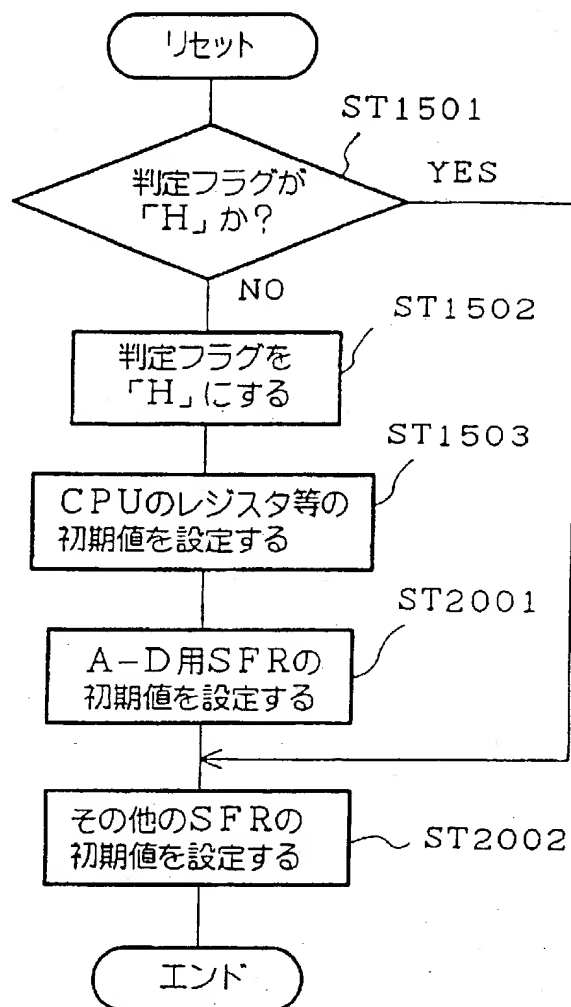 リセット
ST1501
判定フラグが
「H」か?
YES
NO
ST1502
判定フラグを
「H」にする
ST1503
CPUのレジスタ等の
初期値を設定する
ST2001
A-D用SFRの
初期値を設定する
その他のSFRの
初期値を設定する
ST2002
エンド